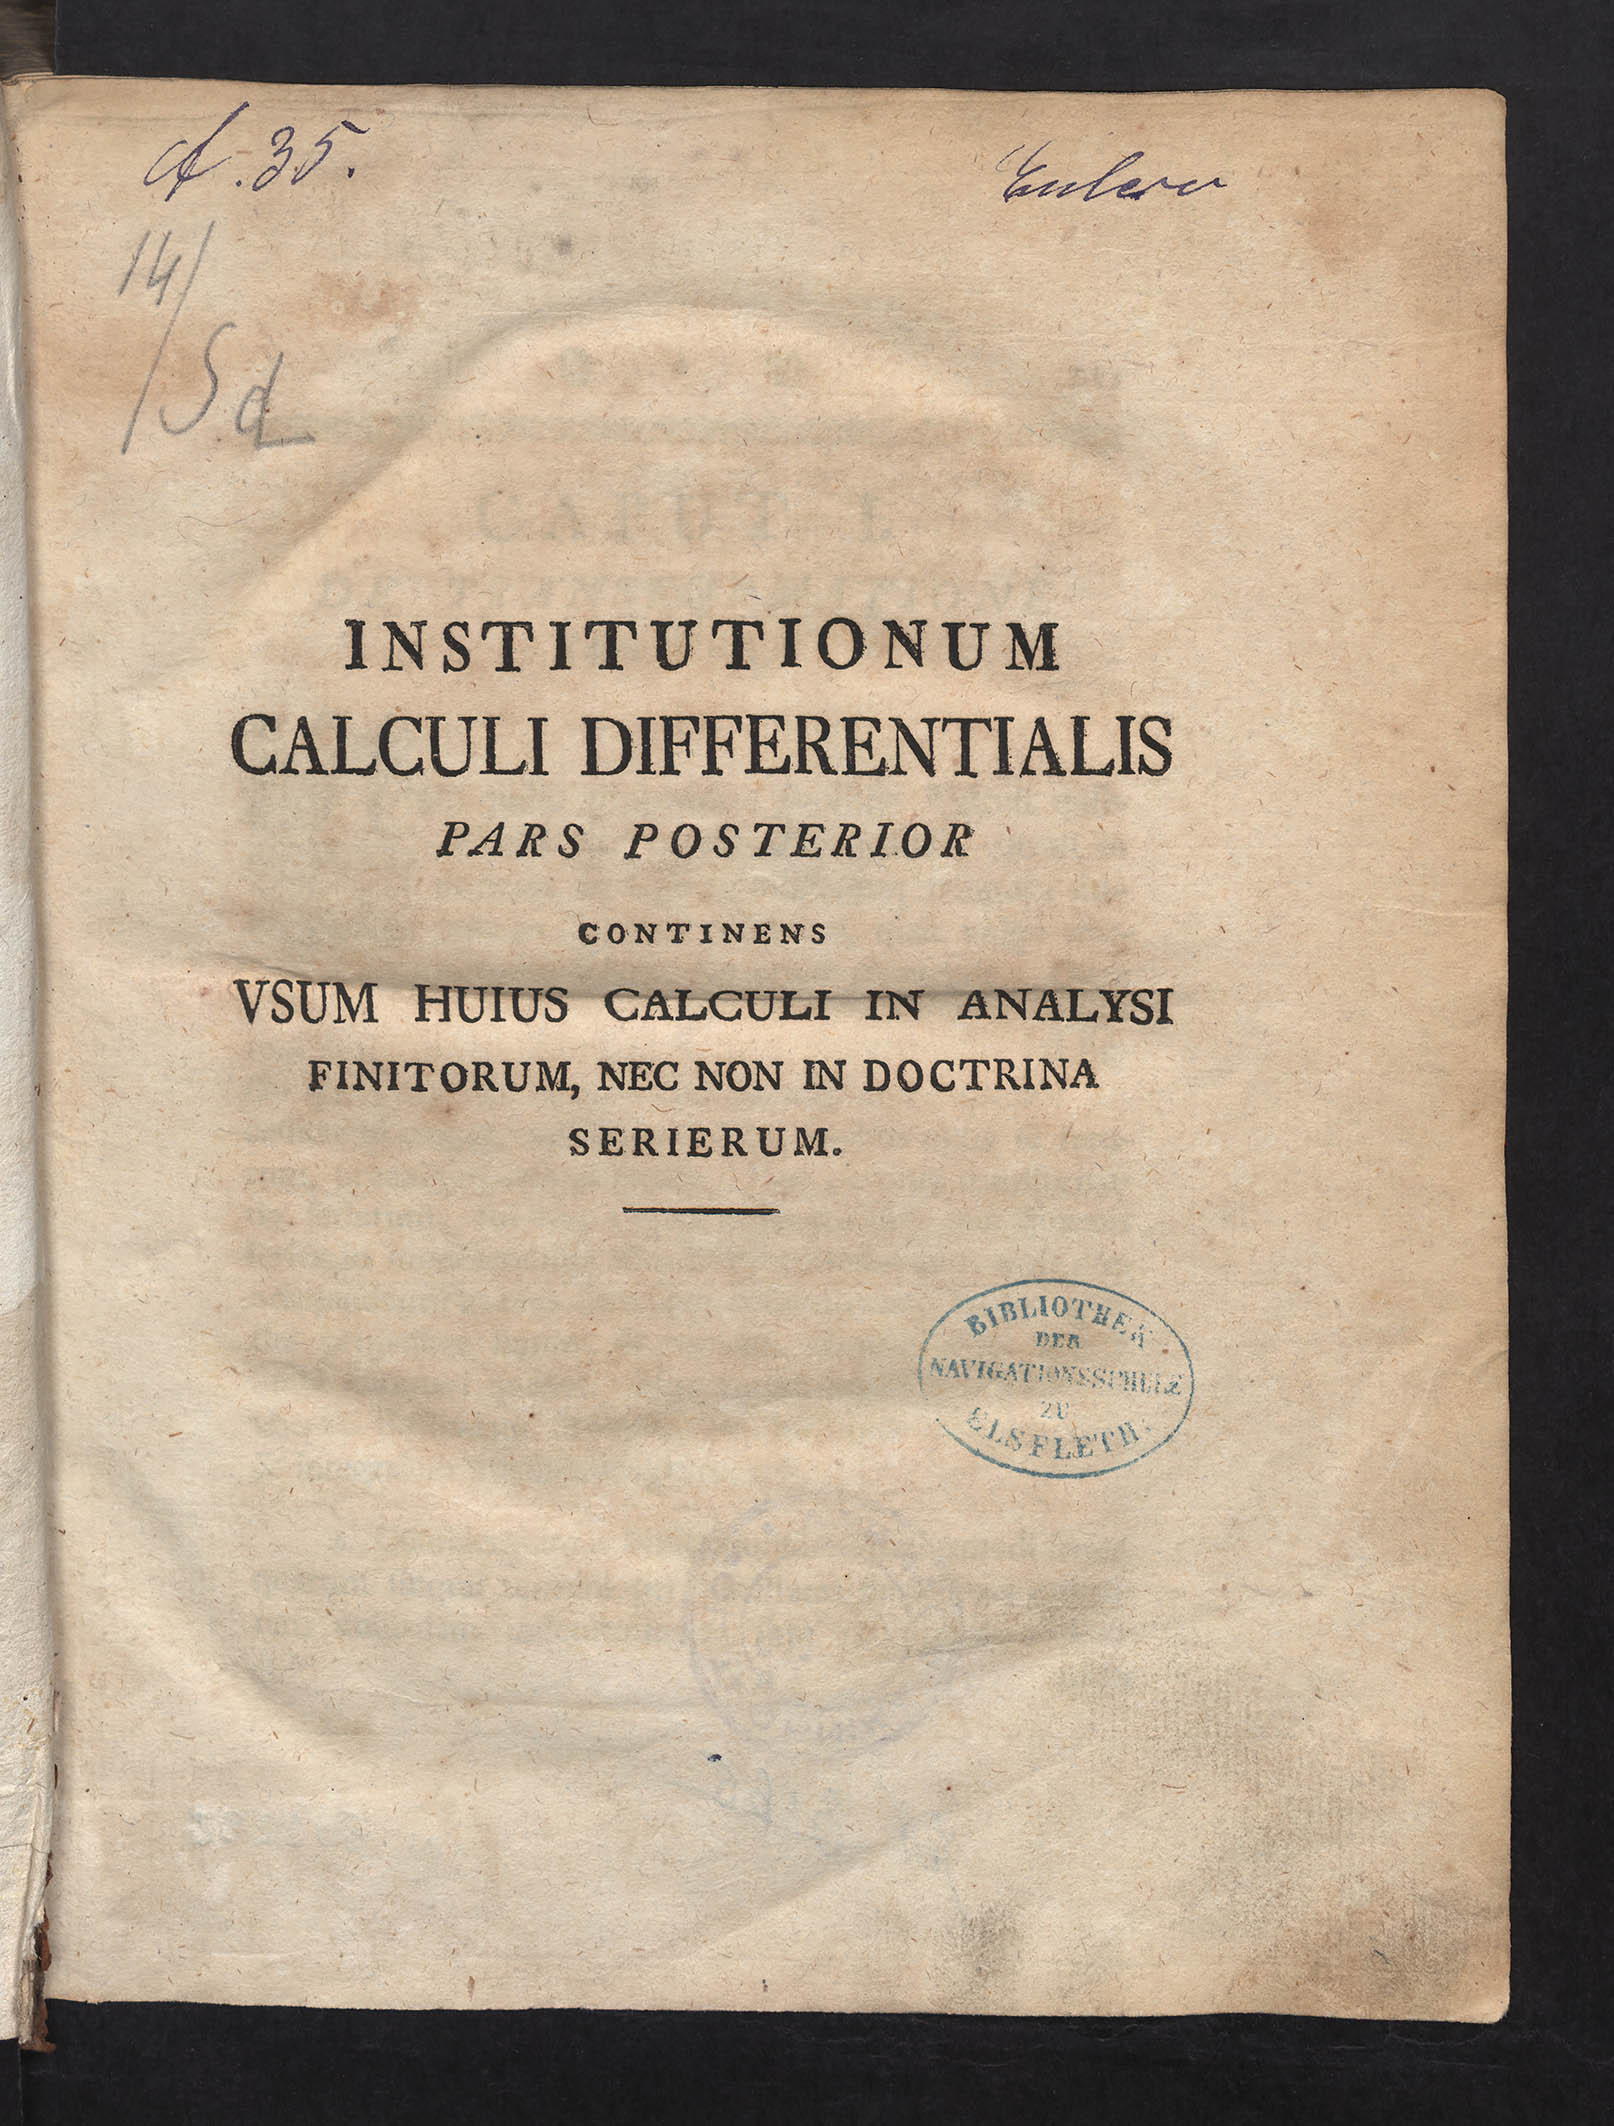 A. 35.
Eulero
14/
Sd
INSTITUTIONUM
CALCULI DIFFERENTIALIS
PARS POSTERIOR
CONTINENS
VSUM HUIUS CALCULI IN ANALYSI
FINITORUM, NEC NON IN DOCTRINA
SERIERUM.
BIBLIOTHEK
DER
NAVIGATIONSSCHULE
ZU
ELSFLETH.